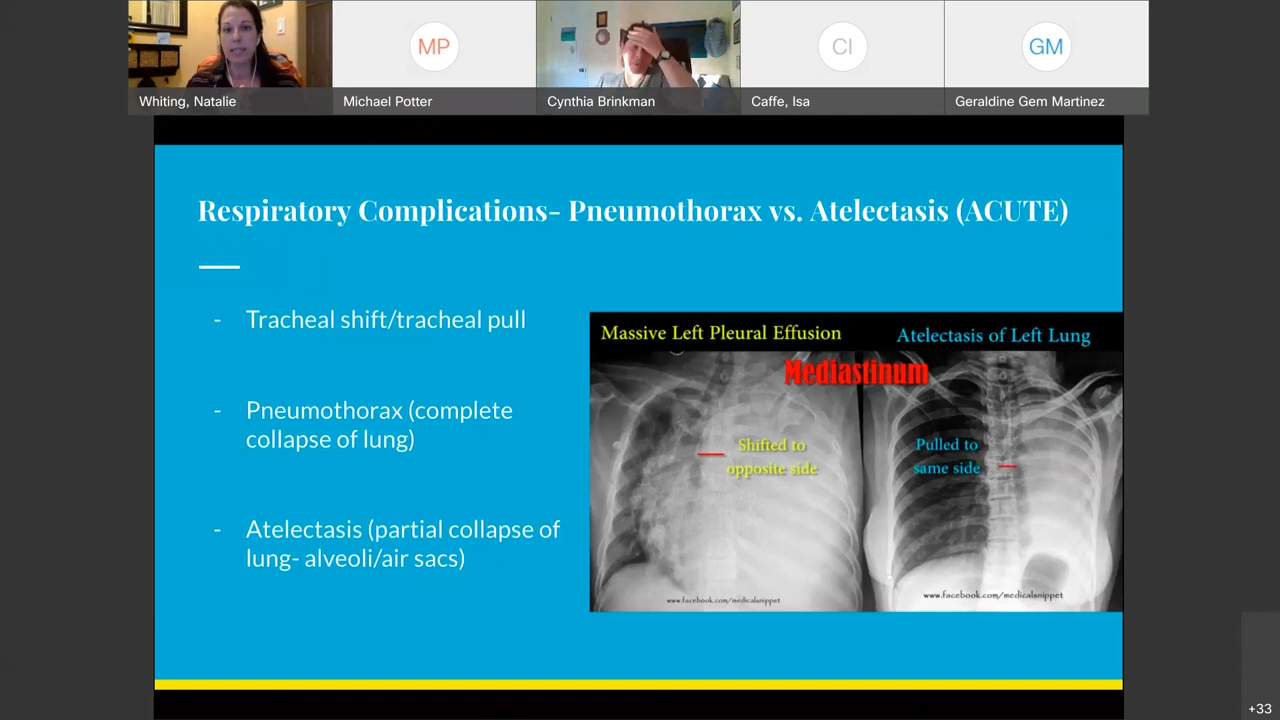 MP
CI
GM
Whiting, Natalie
Michael Potter
Cynthia Brinkman
Caffe, Isa
Geraldine Gem Martinez
Respiratory Complications- Pneumothorax vs. Atelectasis (ACUTE)
- Tracheal shift/tracheal pull
- Pneumothorax (complete
collapse of lung)
- Atelectasis (partial collapse of
lung- alveoli/air sacs)
Massive Left Pleural Effusion
Atelectasis of Left Lung
Mediastinum
Shifted to
opposite side
Pulled to
same side
www.facebook.com/medicalsnippet
www.facebook.com/medicalsnippet
+33